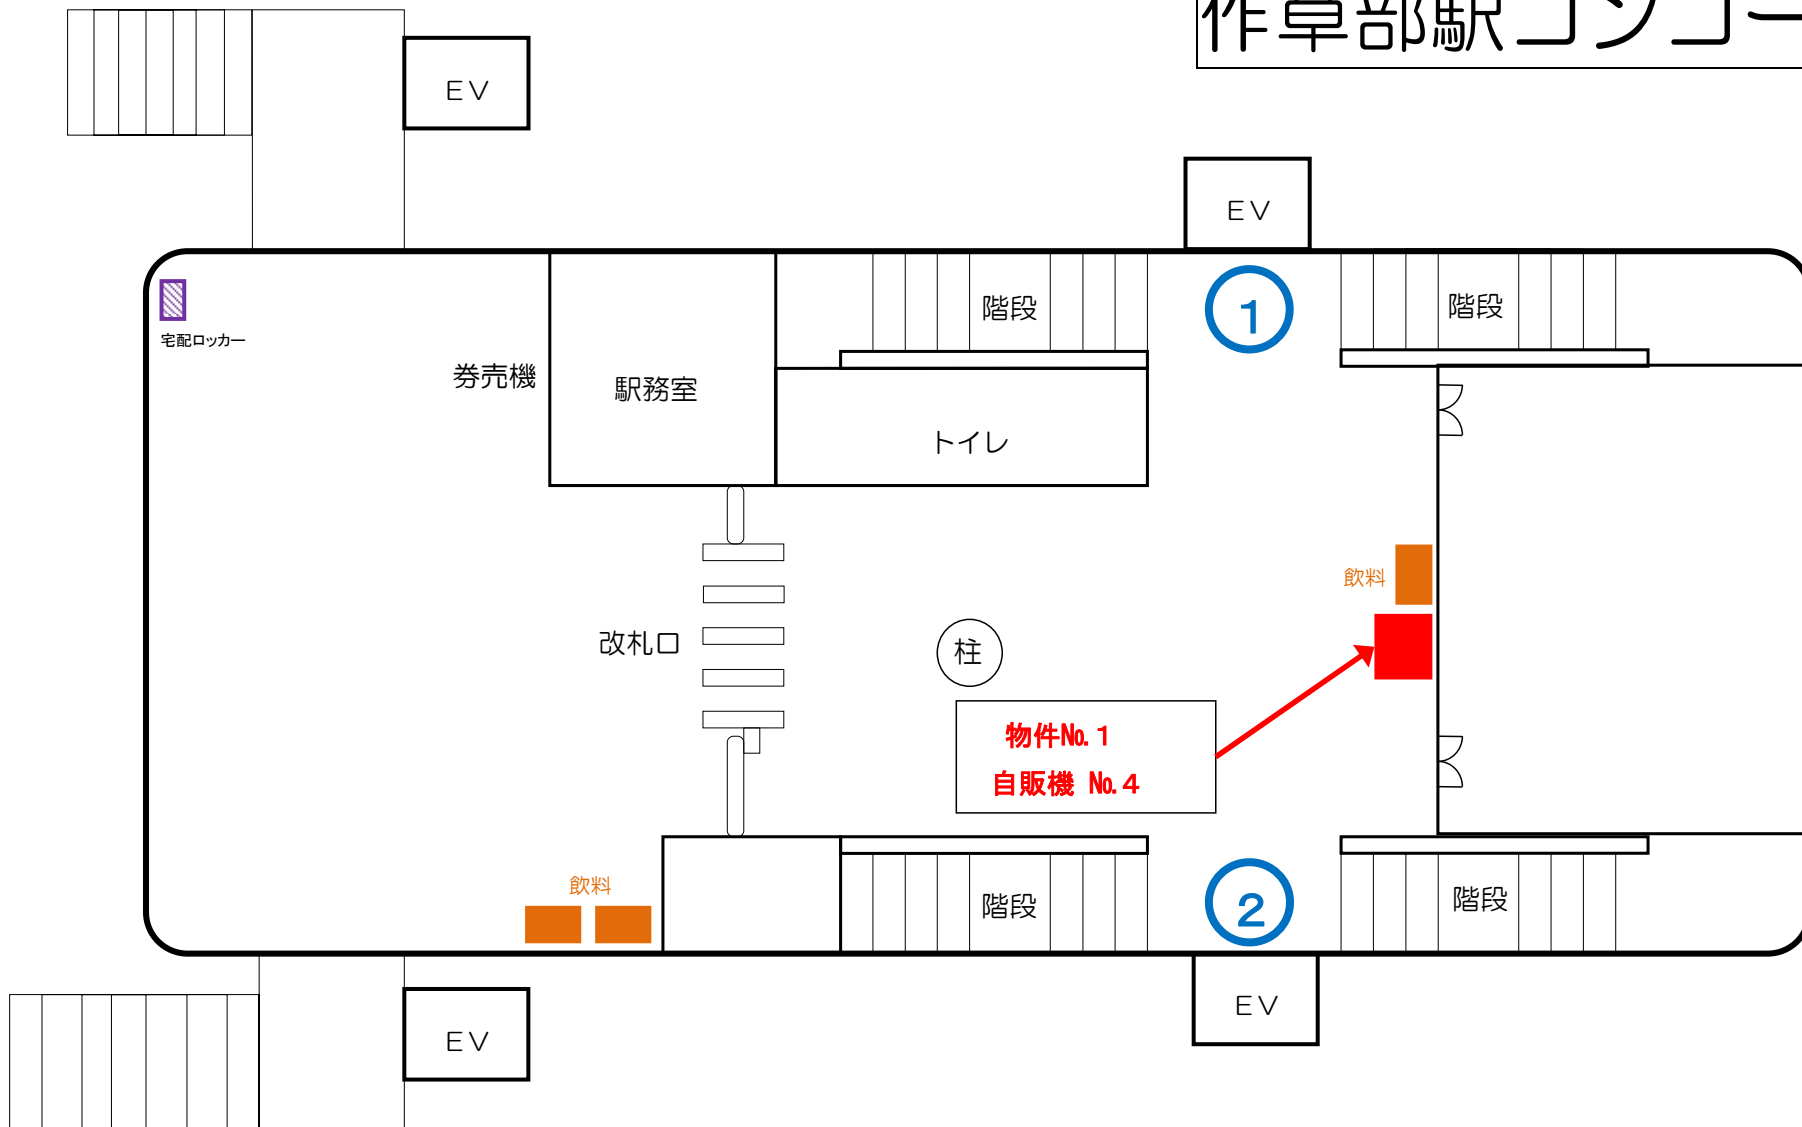 作草部駅コンコー
EV
EV
階段
1
階段
宅配ロッカー
券売機
駅務室
トイレ
飲料
改札口
柱
物件№.1
自販機 №.4
飲料
階段
2
階段
EV
EV